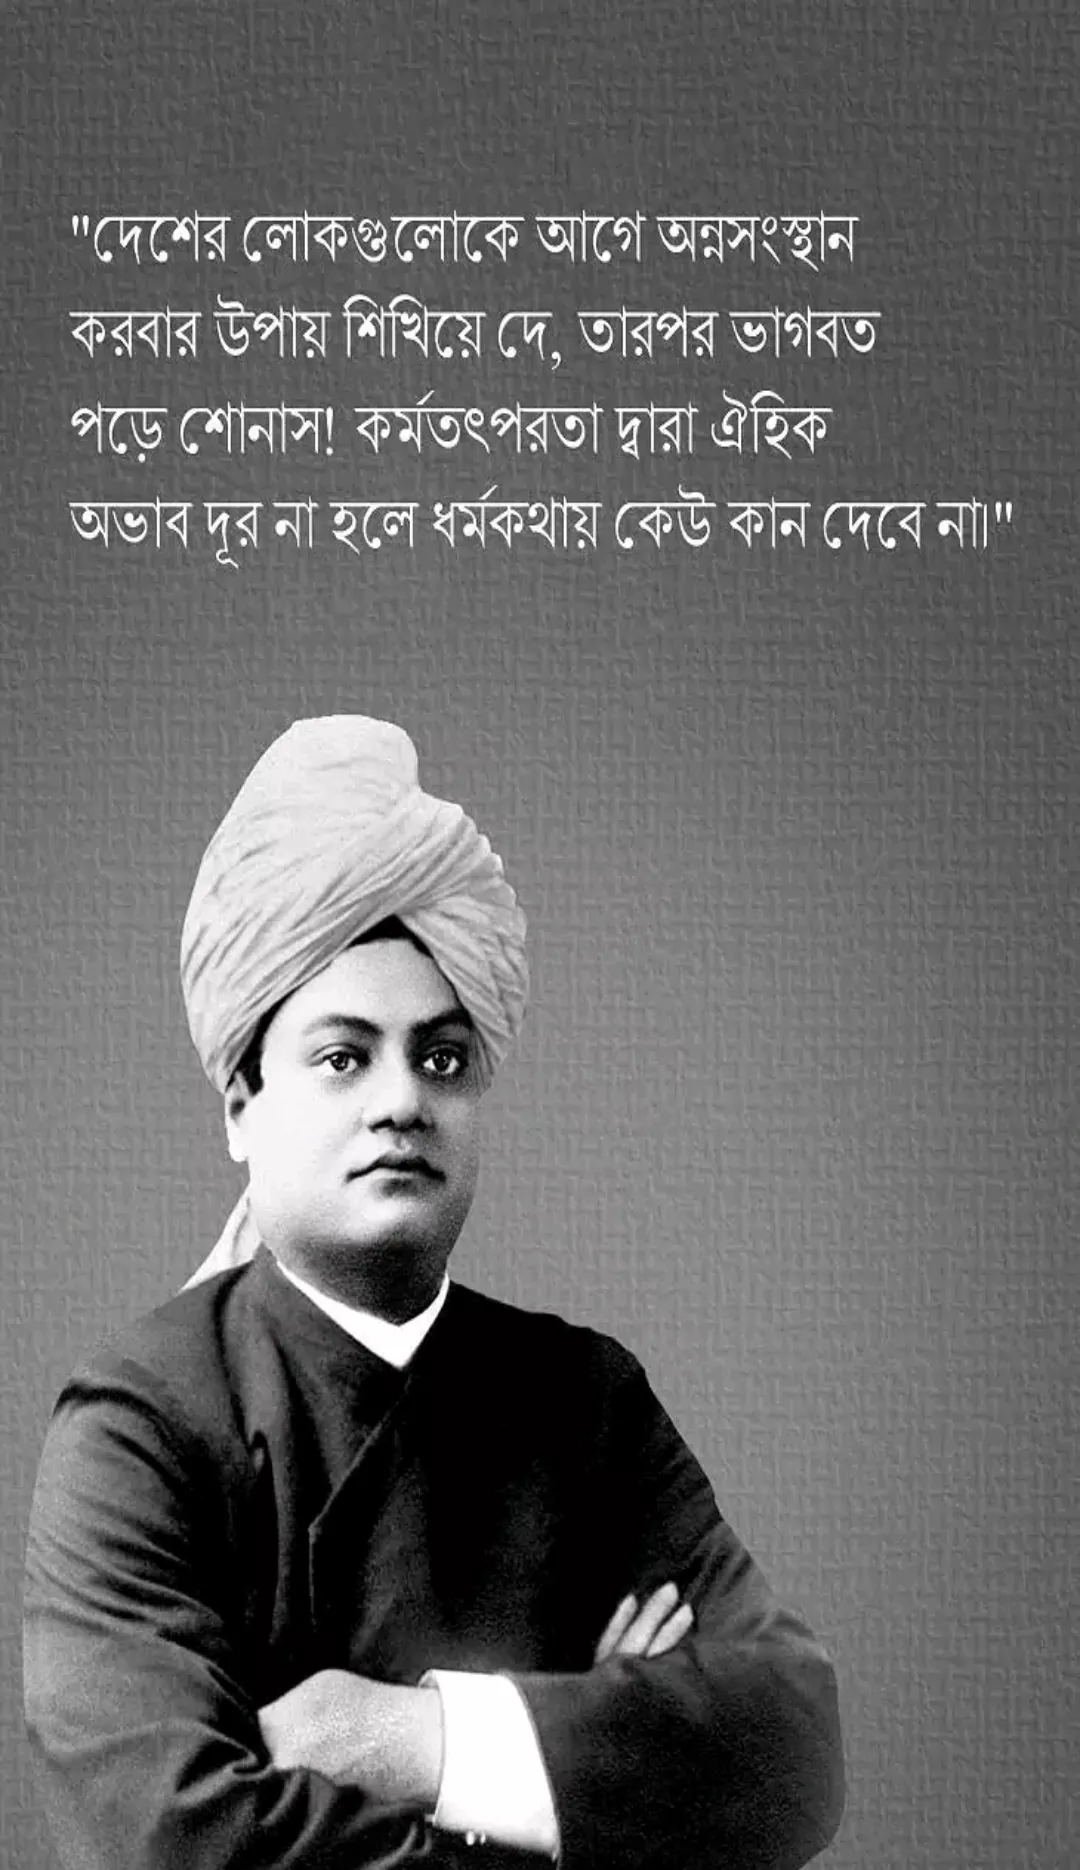 "দেশের লোকগুলোকে আগে অন্নসংস্থান
করবার উপায় শিখিয়ে দে, তারপর ভাগবত
পড়ে শোনাস! কর্মতৎপরতা দ্বারা ঐহিক
অভাব দূর না হলে ধর্মকথায় কেউ কান দেবে না।"